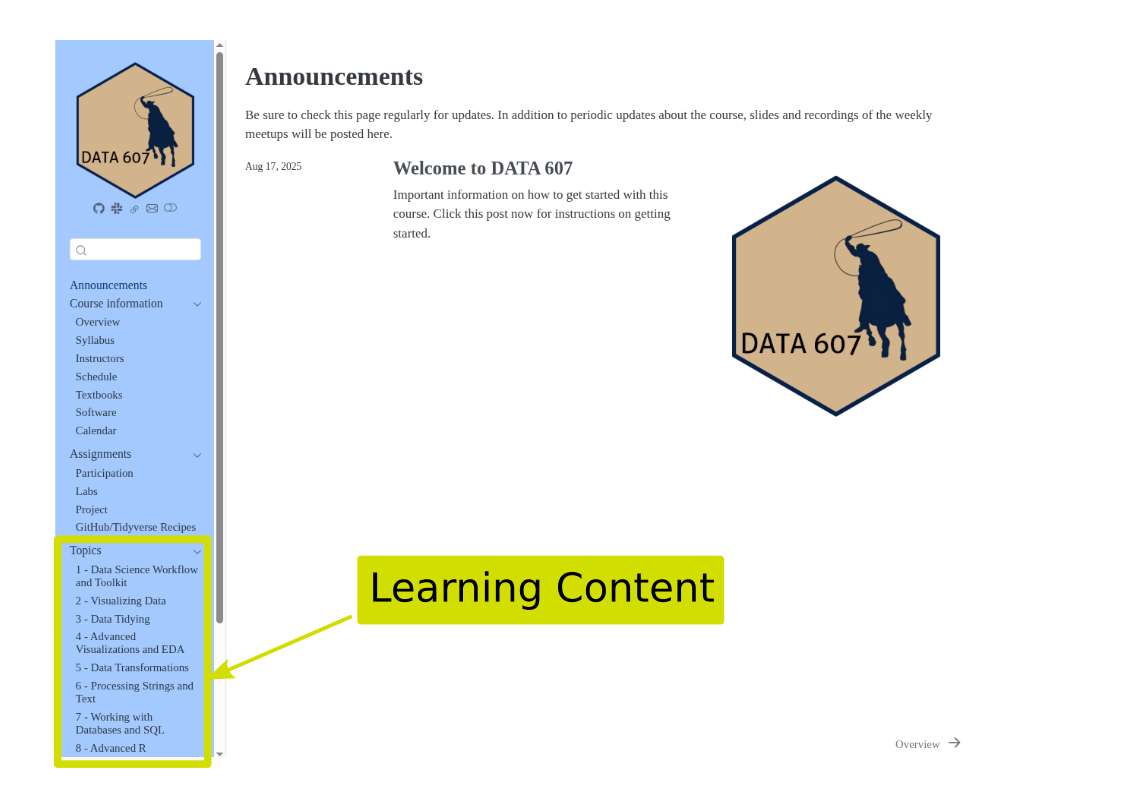 DATA 607
Announcements
Course information
Overview
Syllabus
Instructors
Schedule
Textbooks
Software
Calendar
Assignments
Participation
Labs
Project
GitHub/Tidyverse Recipes
Topics
1 - Data Science Workflow
and Toolkit
2 - Visualizing Data
3 - Data Tidying
4 - Advanced
Visualizations and EDA
5 - Data Transformations
6 - Processing Strings and
Text
7 - Working with
Databases and SQL
8 - Advanced R
Announcements
Be sure to check this page regularly for updates. In addition to periodic updates about the course, slides and recordings of the weekly
meetups will be posted here.
Aug 17, 2025
Welcome to DATA 607
Important information on how to get started with this
course. Click this post now for instructions on getting
started.
DATA 607
Learning Content
Overview